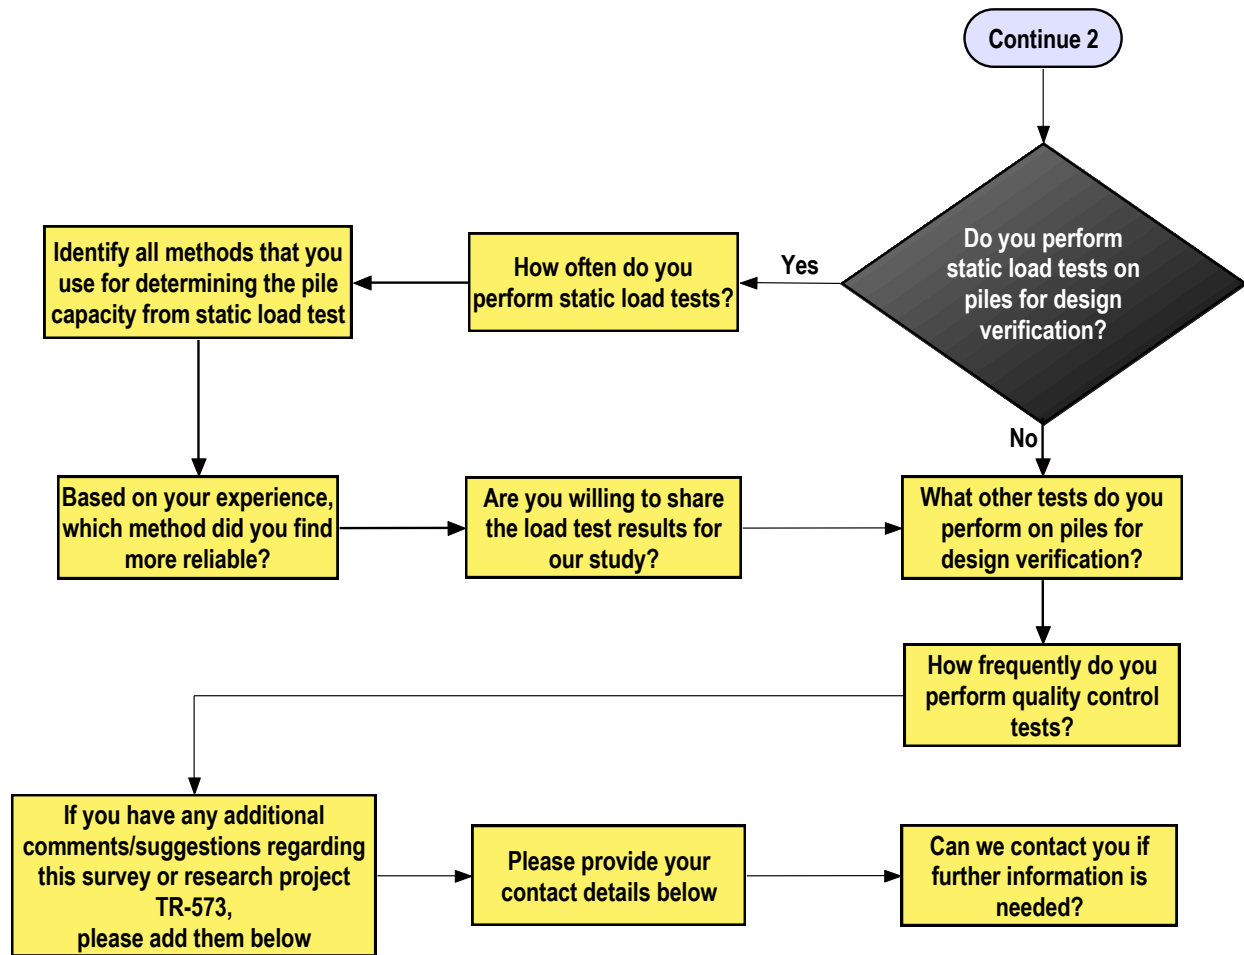 Continue 2
Do you perform
static load tests on
piles for design
verification?
Yes
How often do you
perform static load tests?
Identify all methods that you
use for determining the pile
capacity from static load test
No
Based on your experience,
which method did you find
more reliable?
Are you willing to share
the load test results for
our study?
What other tests do you
perform on piles for
design verification?
How frequently do you
perform quality control
tests?
If you have any additional
comments/suggestions regarding
this survey or research project
TR-573,
please add them below
Please provide your
contact details below
Can we contact you if
further information is
needed?